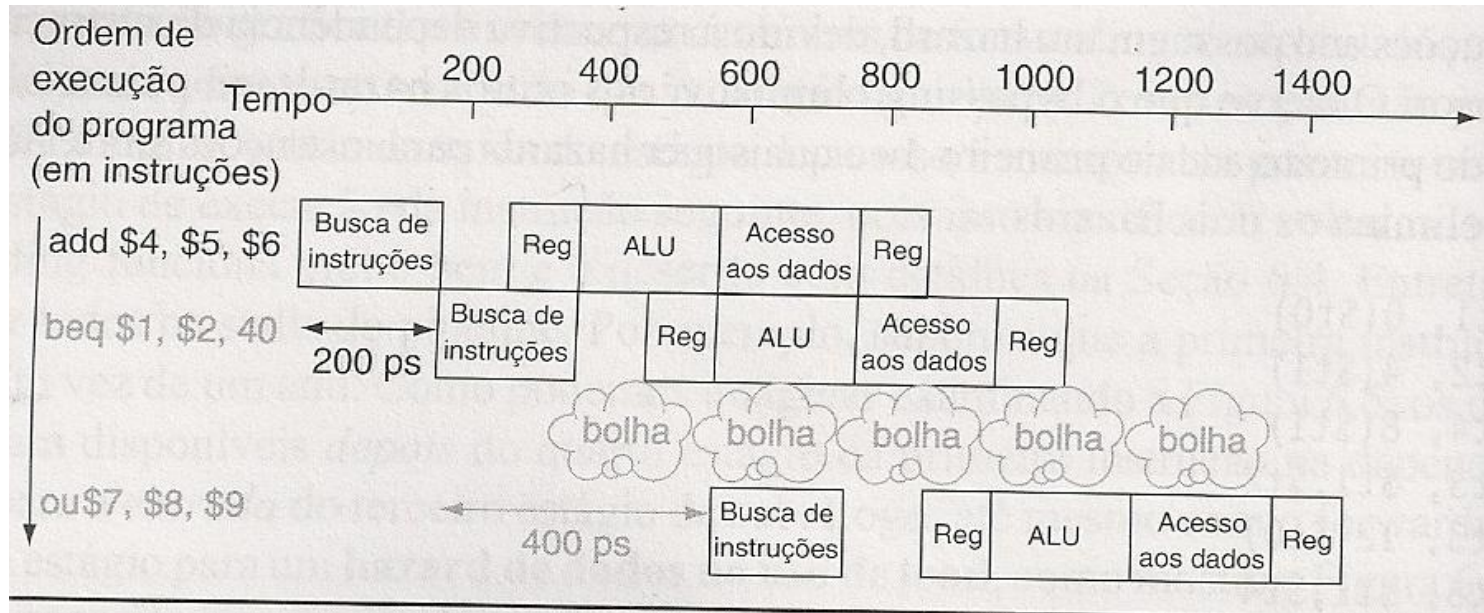 Ordem de
execução
do programa
(em instruções)
Tempo
200 400 600 800 1000 1200 1400
add $4, $5, $6
Busca de
instruções
Reg
ALU
Acesso
aos dados
Reg
beq $1, $2, 40
200 ps
Busca de
instruções
Reg
ALU
Acesso
aos dados
Reg
bolha bolha bolha bolha bolha
ou$7, $8, $9
400 ps
Busca de
instruções
Reg
ALU
Acesso
aos dados
Reg